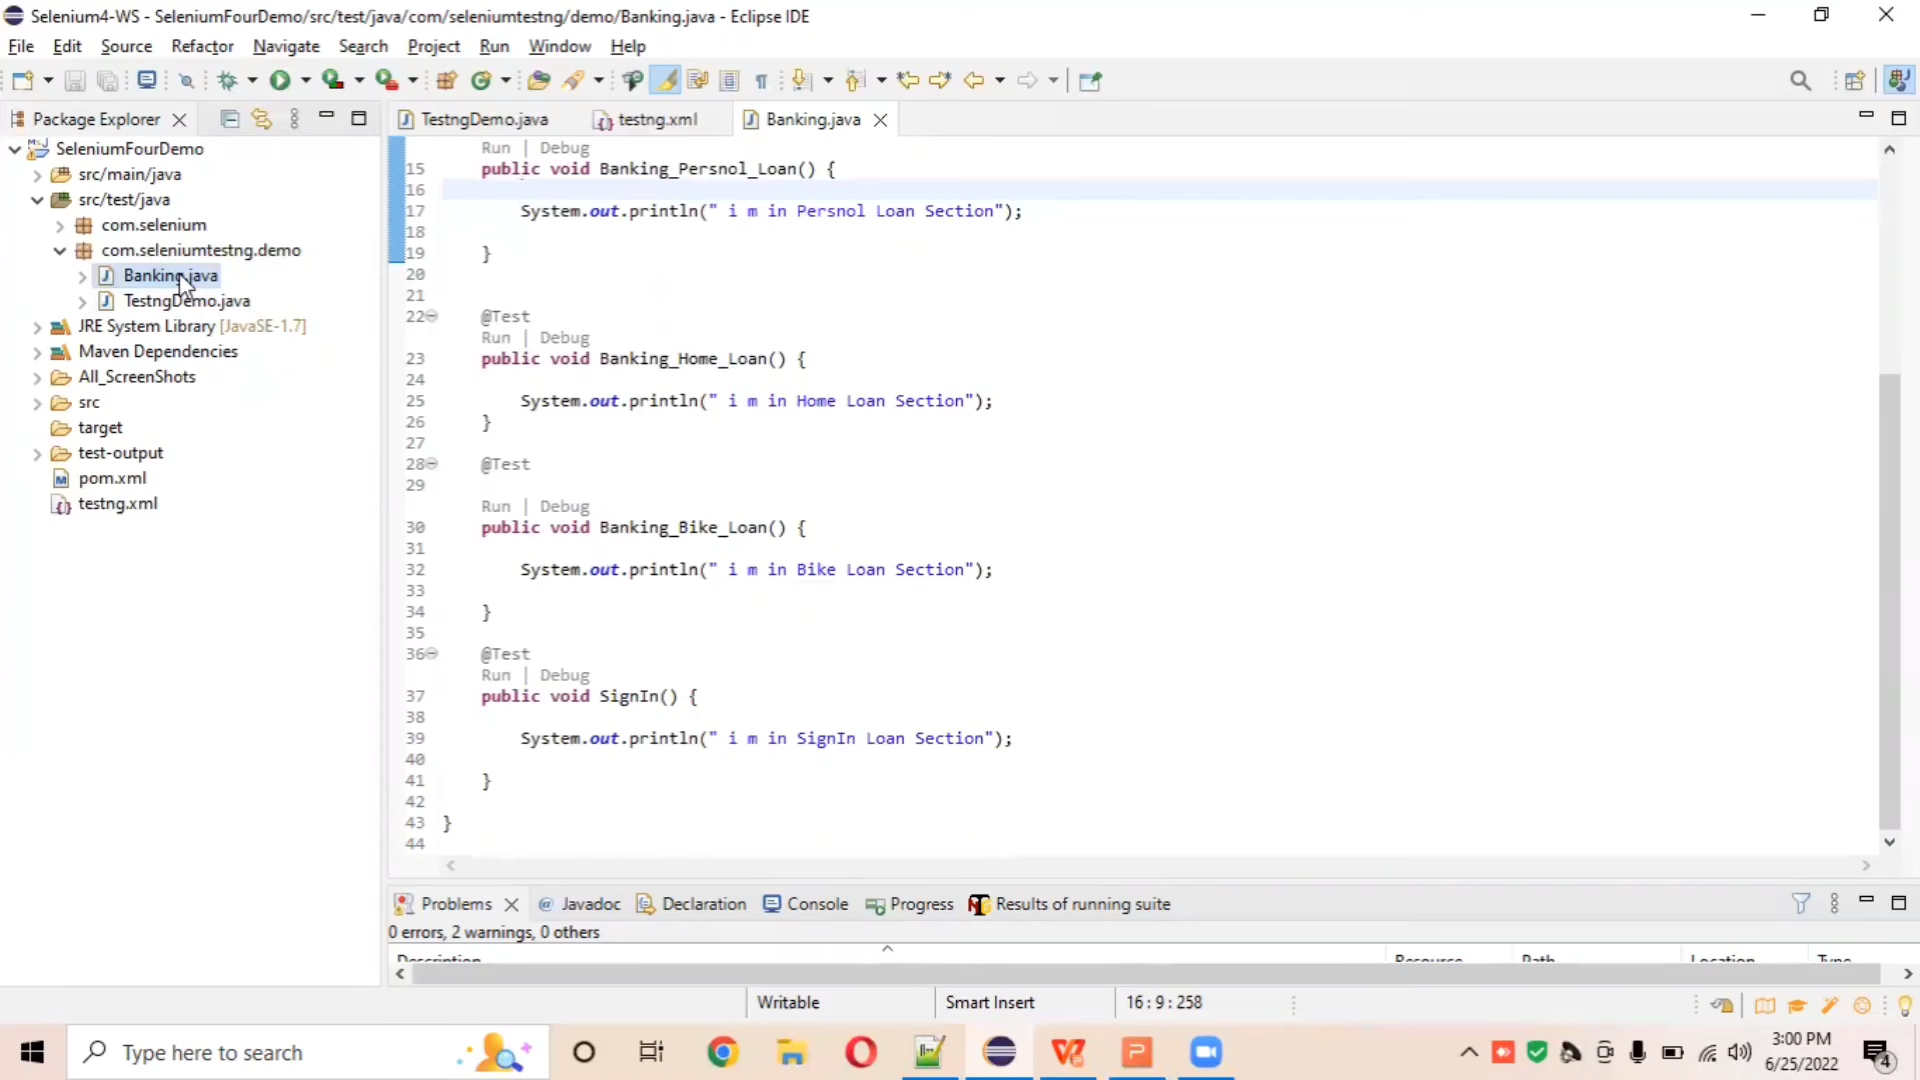 Selenium4-WS - SeleniumFourDemo/src/test/java/com/seleniumtestng/demo/Banking.java - Eclipse IDE
File Edit Source Refactor Navigate Search Project Run Window Help
Package Explorer
TestngDemo.java testng.xml Banking.java
SeleniumFourDemo
src/main/java
src/test/java
com.selenium
com.seleniumtestng.demo
Banking.java
TestngDemo.java
JRE System Library [JavaSE-1.7]
Maven Dependencies
All_ScreenShots
src
target
test-output
pom.xml
testng.xml
Run | Debug
15 public void Banking_Persnol_Loan() {
16
17 System.out.println(" i m in Persnol Loan Section");
18
19 }
20
21
22 @Test
Run | Debug
23 public void Banking_Home_Loan() {
24
25 System.out.println(" i m in Home Loan Section");
26 }
27
28 @Test
29
Run | Debug
30 public void Banking_Bike_Loan() {
31
32 System.out.println(" i m in Bike Loan Section");
33
34 }
35
36 @Test
Run | Debug
37 public void SignIn() {
38
39 System.out.println(" i m in SignIn Loan Section");
40
41 }
42
43 }
44
Problems @ Javadoc Declaration Console Progress Results of running suite
0 errors, 2 warnings, 0 others
Description Resource Path Location Type
Writable Smart Insert 16 : 9 : 258
Type here to search
3:00 PM
6/25/2022
4